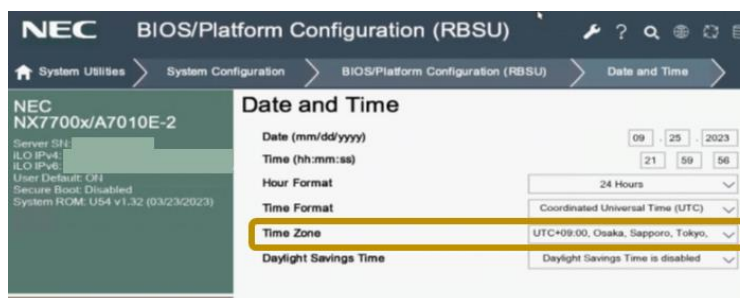 NEC BIOS/Platform Configuration (RBSU)
System Utilities System Configuration BIOS/Platform Configuration (RBSU) Date and Time
NEC
NX7700x/A7010E-2
Server SN:
iLO IPv4:
iLO IPv6:
User Default: ON
Secure Boot: Disabled
System ROM: U54 v1.32 (03/23/2023)
Date and Time
Date (mm/dd/yyyy) 09 . 25 . 2023
Time (hh:mm:ss) 21 59 56
Hour Format 24 Hours
Time Format Coordinated Universal Time (UTC)
Time Zone UTC+09:00, Osaka, Sapporo, Tokyo,
Daylight Savings Time Daylight Savings Time is disabled